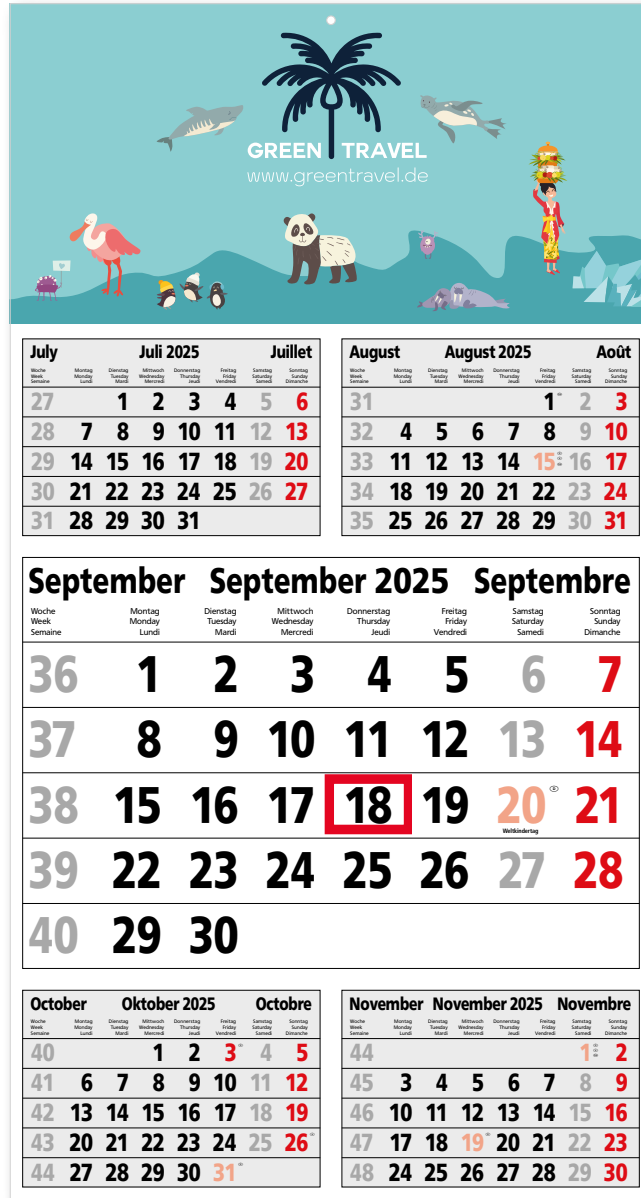 GREEN TRAVEL
www.greentravel.de
July Juli 2025 Juillet
Woche Montag Dienstag Mittwoch Donnerstag Freitag Samstag Sonntag
Week Monday Tuesday Wednesday Thursday Friday Saturday Sunday
Semaine Lundi Mardi Mercredi Jeudi Vendredi Samedi Dimanche
27 1 2 3 4 5 6
28 7 8 9 10 11 12 13
29 14 15 16 17 18 19 20
30 21 22 23 24 25 26 27
31 28 29 30 31
August August 2025 Août
Woche Montag Dienstag Mittwoch Donnerstag Freitag Samstag Sonntag
Week Monday Tuesday Wednesday Thursday Friday Saturday Sunday
Semaine Lundi Mardi Mercredi Jeudi Vendredi Samedi Dimanche
31 1 2 3
32 4 5 6 7 8 9 10
33 11 12 13 14 15 16 17
34 18 19 20 21 22 23 24
35 25 26 27 28 29 30 31
September September 2025 Septembre
Woche Montag Dienstag Mittwoch Donnerstag Freitag Samstag Sonntag
Week Monday Tuesday Wednesday Thursday Friday Saturday Sunday
Semaine Lundi Mardi Mercredi Jeudi Vendredi Samedi Dimanche
36 1 2 3 4 5 6 7
37 8 9 10 11 12 13 14
38 15 16 17 18 19 20 21
Weltkindertag
39 22 23 24 25 26 27 28
40 29 30
October Oktober 2025 Octobre
Woche Montag Dienstag Mittwoch Donnerstag Freitag Samstag Sonntag
Week Monday Tuesday Wednesday Thursday Friday Saturday Sunday
Semaine Lundi Mardi Mercredi Jeudi Vendredi Samedi Dimanche
40 1 2 3 4 5
41 6 7 8 9 10 11 12
42 13 14 15 16 17 18 19
43 20 21 22 23 24 25 26
44 27 28 29 30 31
November November 2025 Novembre
Woche Montag Dienstag Mittwoch Donnerstag Freitag Samstag Sonntag
Week Monday Tuesday Wednesday Thursday Friday Saturday Sunday
Semaine Lundi Mardi Mercredi Jeudi Vendredi Samedi Dimanche
44 1 2
45 3 4 5 6 7 8 9
46 10 11 12 13 14 15 16
47 17 18 19 20 21 22 23
48 24 25 26 27 28 29 30